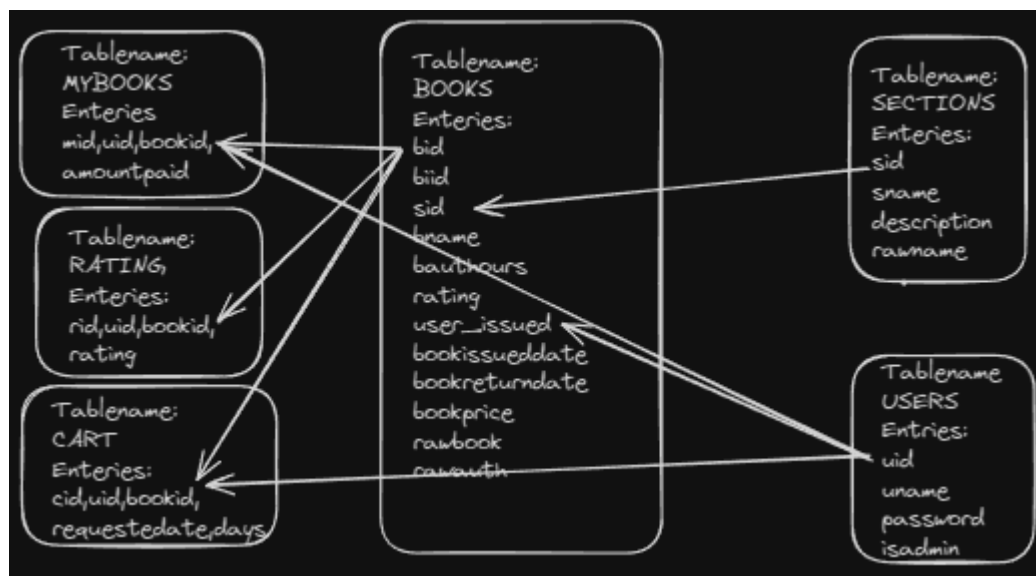 Tablename:
MYBOOKS
Enteries
mid,uid,bookid,
amountpaid
Tablename:
RATING,
Enteries:
rid,uid,bookid,
rating
Tablename:
CART
Enteries:
cid,uid,bookid,
requestedate,days
Tablename:
BOOKS
Enteries:
bid
biid
sid
bname
bauthours
rating
user_issued
bookissueddate
bookreturndate
bookprice
rawbook
rawauth
Tablename:
SECTIONS
Enteries:
sid
sname
description
rawname
Tablename
USERS
Entries:
uid
uname
password
isadmin